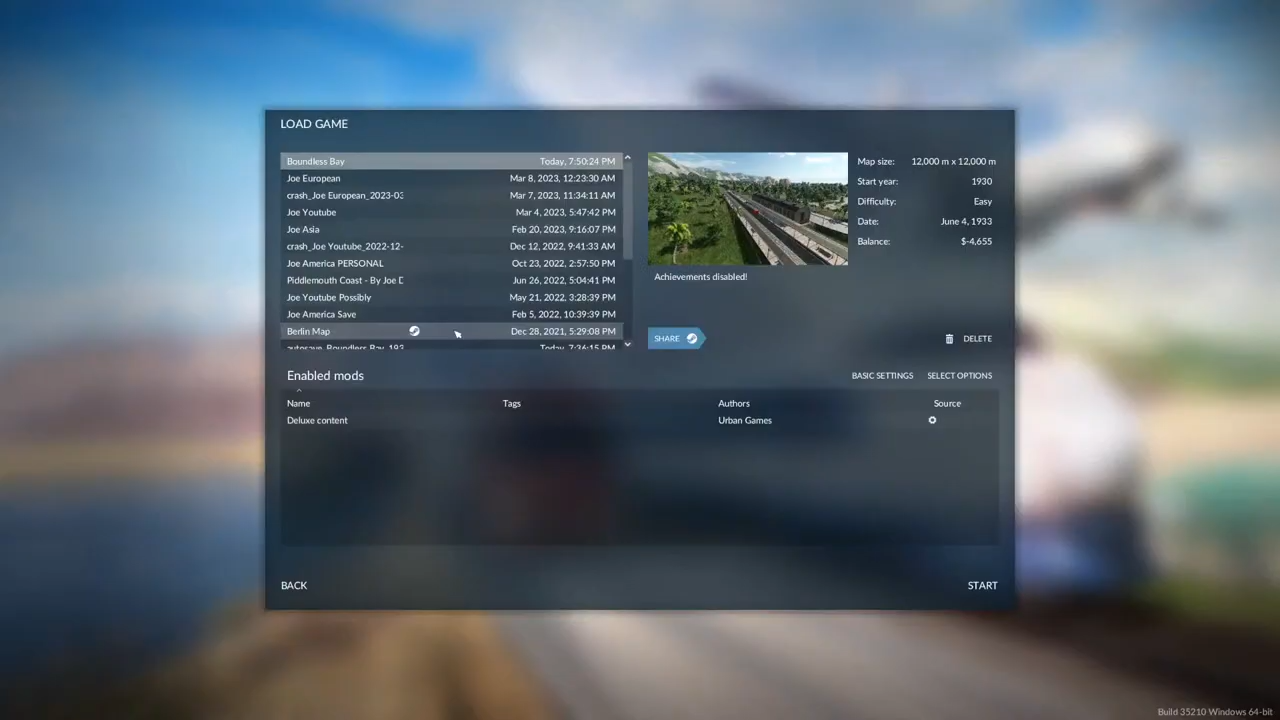 LOAD GAME
Boundless Bay Today, 7:50:24 PM
Joe European Mar 8, 2023, 12:23:30 AM
crash_Joe European_2023-03 Mar 7, 2023, 11:34:11 AM
Joe Youtube Mar 4, 2023, 5:47:42 PM
Joe Asia Feb 20, 2023, 9:16:07 PM
crash_Joe Youtube_2022-12- Dec 12, 2022, 9:41:33 AM
Joe America PERSONAL Oct 23, 2022, 2:57:50 PM
Piddlemouth Coast - By Joe D Jun 26, 2022, 5:04:41 PM
Joe Youtube Possibly May 21, 2022, 3:28:39 PM
Joe America Save Feb 5, 2022, 10:39:39 PM
Berlin Map Dec 28, 2021, 5:29:08 PM
autosave_Boundless Bay_193 Today, 7:36:15 PM
Map size: 12,000 m x 12,000 m
Start year: 1930
Difficulty: Easy
Date: June 4, 1933
Balance: $-4,655
Achievements disabled!
SHARE
DELETE
Enabled mods
BASIC SETTINGS SELECT OPTIONS
Name Tags Authors Source
Deluxe content Urban Games
BACK
START
Build 35210 Windows 64-bit